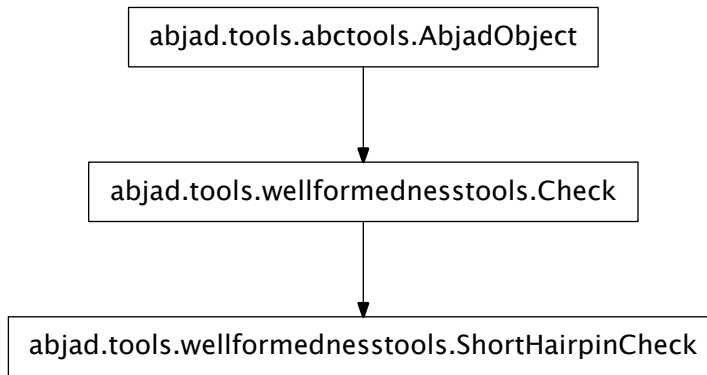 abjad.tools.abctools.AbjadObject
abjad.tools.wellformednesstools.Check
abjad.tools.wellformednesstools.ShortHairpinCheck